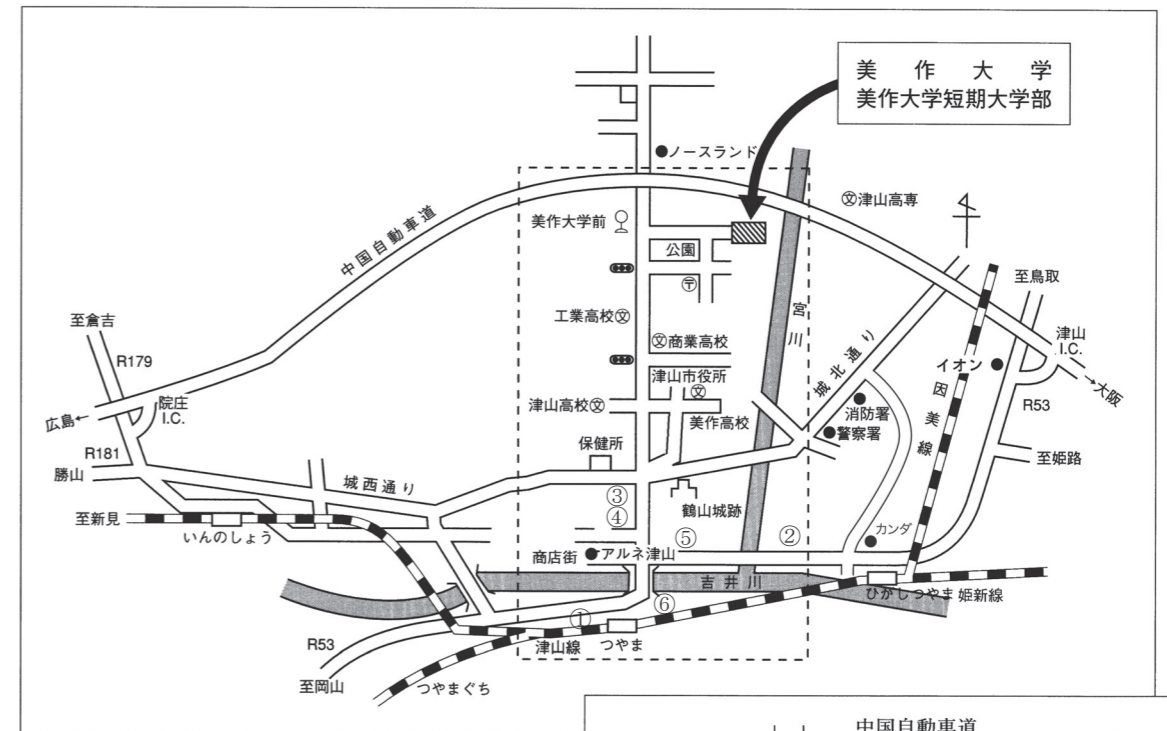 美作大学
美作大学短期大学部
ノースランド
文津山高専
美作大学前
中国自動車道
公園
〒
至鳥取
宮川
至倉吉
工業高校文
文商業高校
津山
I.C.
R179
城北通り
イオン
津山市役所
文
→大阪
院庄
I.C.
広島←
津山高校文
美作高校
消防署
警察署
因美線
R53
保健所
R181
勝山
至姫路
城西通り
③
鶴山城跡
④
至新見
いんのしょう
⑤
②
カンダ
商店街
アルネ津山
吉井川
ひがしつやま
姫新線
①
⑥
R53
津山線
つやま
至岡山
つやまぐち
中国自動車道